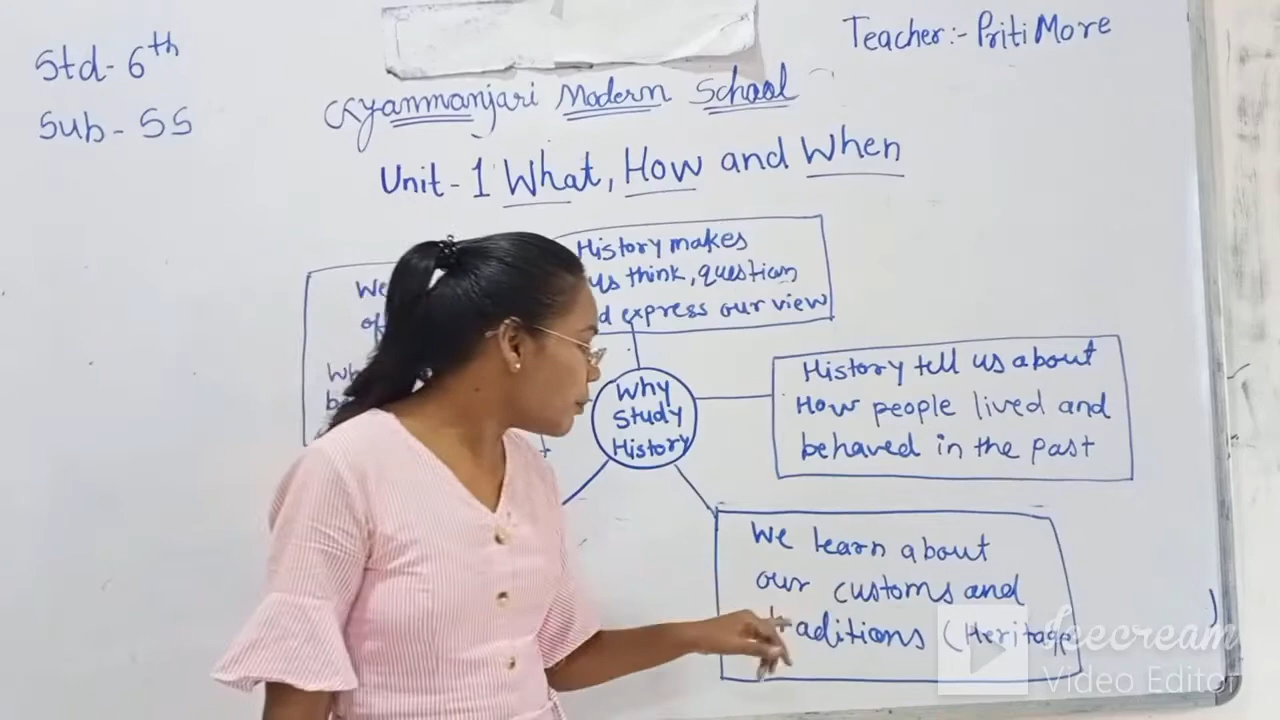 Std- 6th
Sub- SS
Teacher:- Priti More
Gyanmanjari Modern School
Unit- 1 What, How and When
History makes
us think, question
express our view
We
Why
Study
History
History tell us about
How people lived and
behaved in the past
We learn about
our customs and
traditions (Heritage)
Icecream
Video Editor